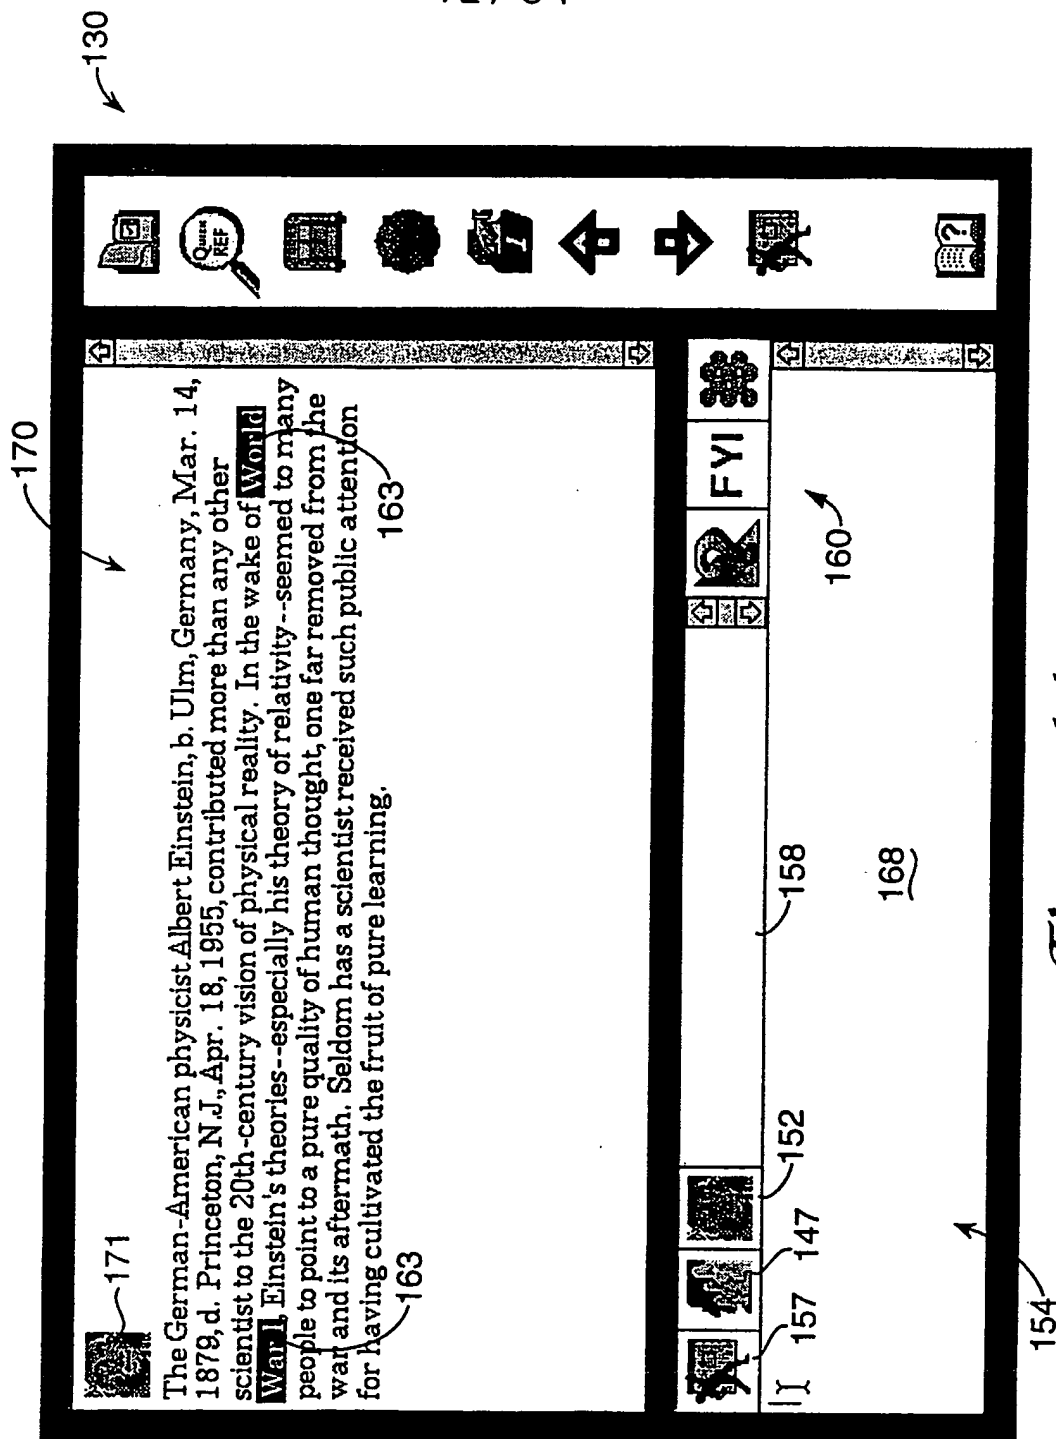 130
170
171
The German-American physicist Albert Einstein, b. Ulm, Germany, Mar. 14,
1879, d. Princeton, N.J., Apr. 18, 1955, contributed more than any other
scientist to the 20th-century vision of physical reality. In the wake of World
War I, Einstein's theories--especially his theory of relativity--seemed to many
people to point to a pure quality of human thought, one far removed from the
war and its aftermath. Seldom has a scientist received such public attention
for having cultivated the fruit of pure learning.
163
163
QUICK
REF
1
?
FYI
157
147
152
158
160
168
154